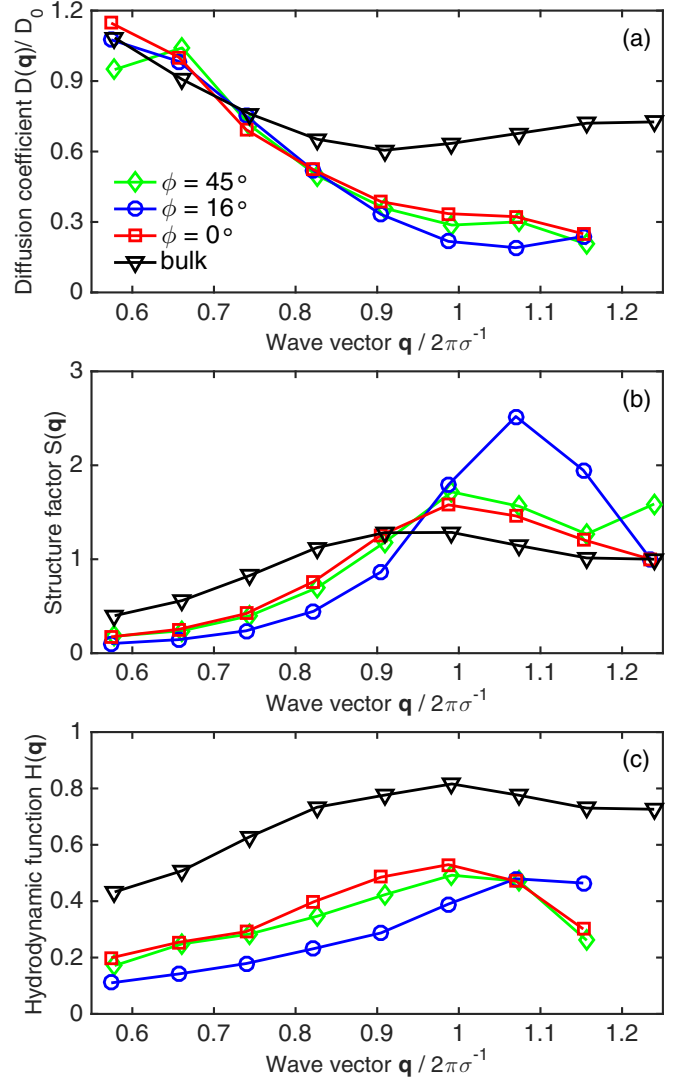 (a)
Diffusion coefficient D(q)/ D0
1.2
0.9
0.6
0.3
0
ϕ = 45°
ϕ = 16°
ϕ = 0°
bulk
0.6 0.7 0.8 0.9 1 1.1 1.2
Wave vector q / 2πσ⁻¹
(b)
Structure factor S(q)
3
2
1
0
0.6 0.7 0.8 0.9 1 1.1 1.2
Wave vector q / 2πσ⁻¹
(c)
Hydrodynamic function H(q)
1
0.8
0.6
0.4
0.2
0
0.6 0.7 0.8 0.9 1 1.1 1.2
Wave vector q / 2πσ⁻¹